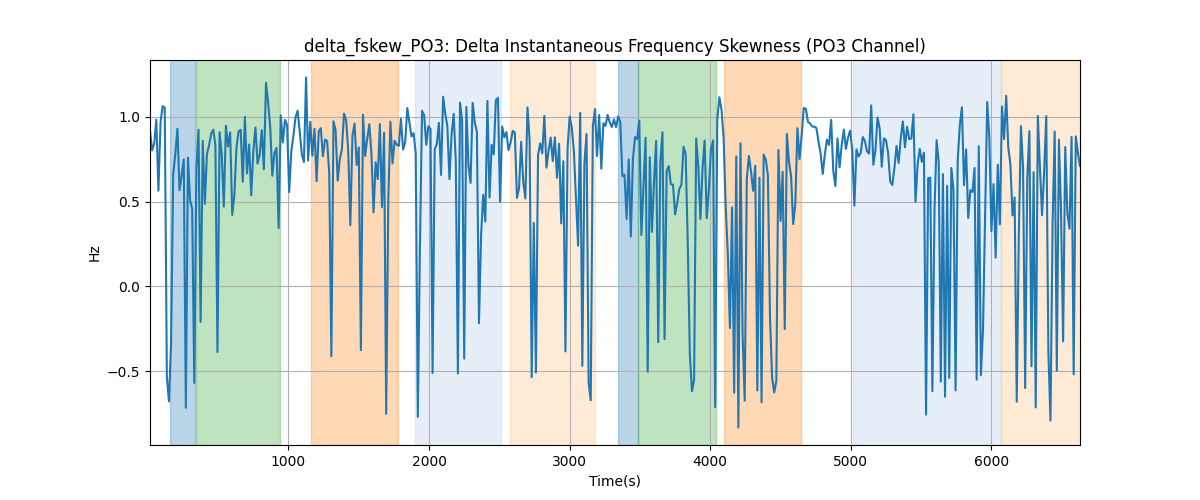 delta_fskew_PO3: Delta Instantaneous Frequency Skewness (PO3 Channel)
1.0
0.5
0.0
−0.5
Hz
1000 2000 3000 4000 5000 6000
Time(s)